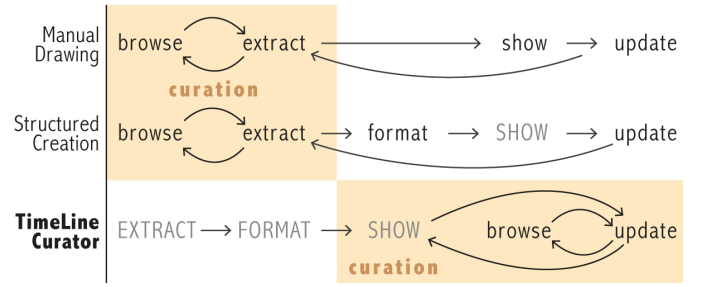 Manual
Drawing
browse extract show update
curation
Structured
Creation
browse extract format SHOW update
TimeLine
Curator
EXTRACT FORMAT SHOW browse update
curation